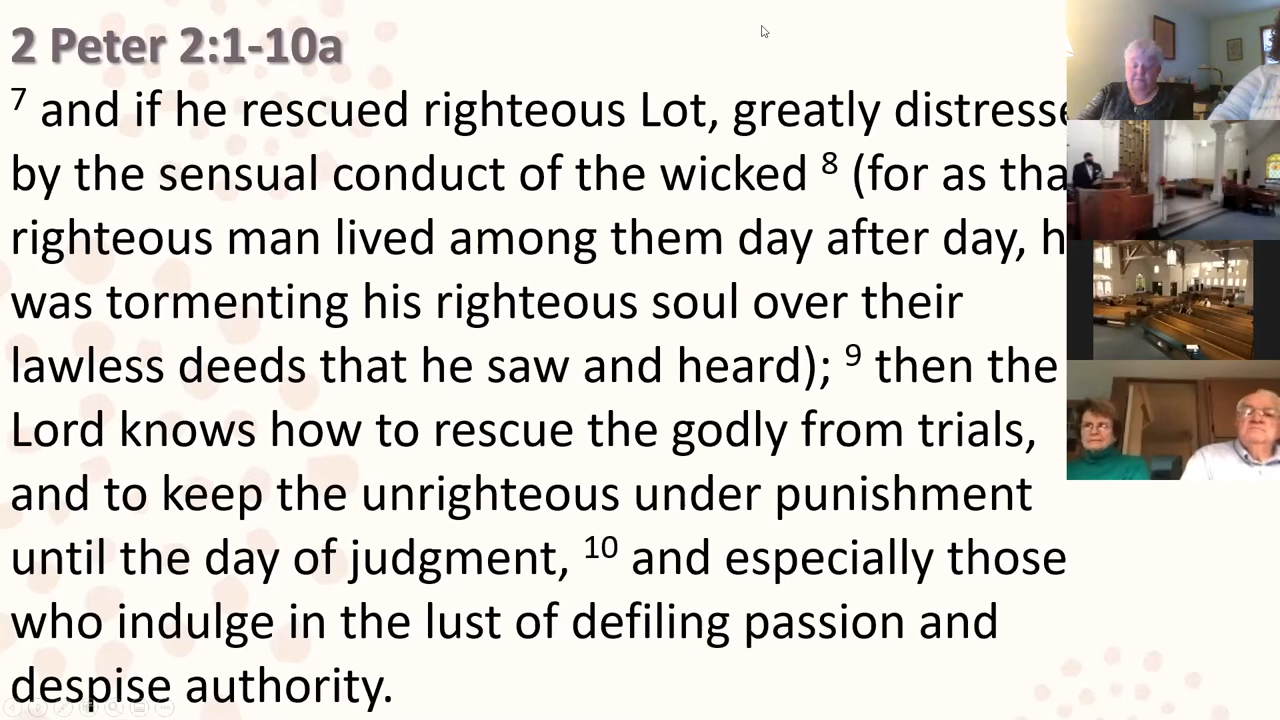 2 Peter 2:1-10a
7 and if he rescued righteous Lot, greatly distresse
by the sensual conduct of the wicked 8 (for as tha
righteous man lived among them day after day, h
was tormenting his righteous soul over their
lawless deeds that he saw and heard); 9 then the
Lord knows how to rescue the godly from trials,
and to keep the unrighteous under punishment
until the day of judgment, 10 and especially those
who indulge in the lust of defiling passion and
despise authority.